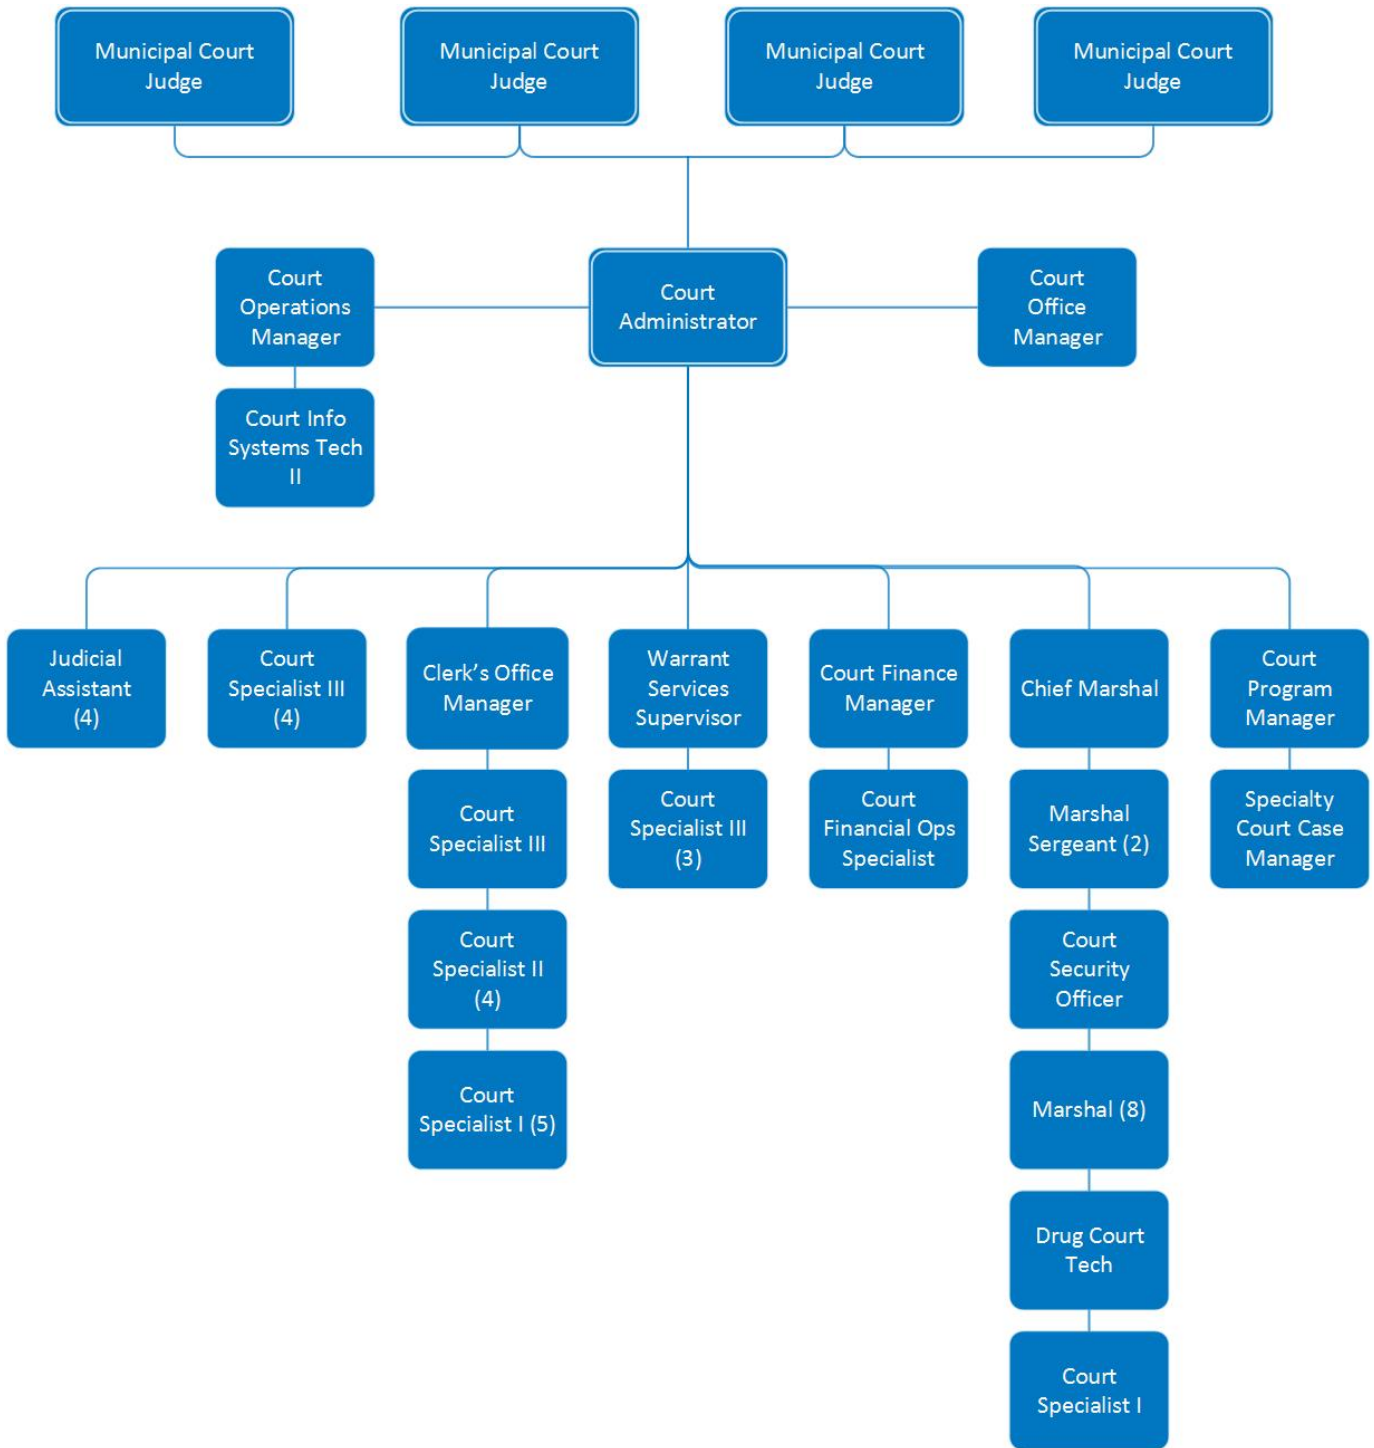 Municipal Court
Judge
Municipal Court
Judge
Municipal Court
Judge
Municipal Court
Judge
Court
Operations
Manager
Court
Administrator
Court
Office
Manager
Court Info
Systems Tech
II
Judicial
Assistant
(4)
Court
Specialist III
(4)
Clerk’s Office
Manager
Warrant
Services
Supervisor
Court Finance
Manager
Chief Marshal
Court
Program
Manager
Court
Specialist III
Court
Specialist III
(3)
Court
Financial Ops
Specialist
Marshal
Sergeant (2)
Specialty
Court Case
Manager
Court
Specialist II
(4)
Court
Security
Officer
Court
Specialist I (5)
Marshal (8)
Drug Court
Tech
Court
Specialist I